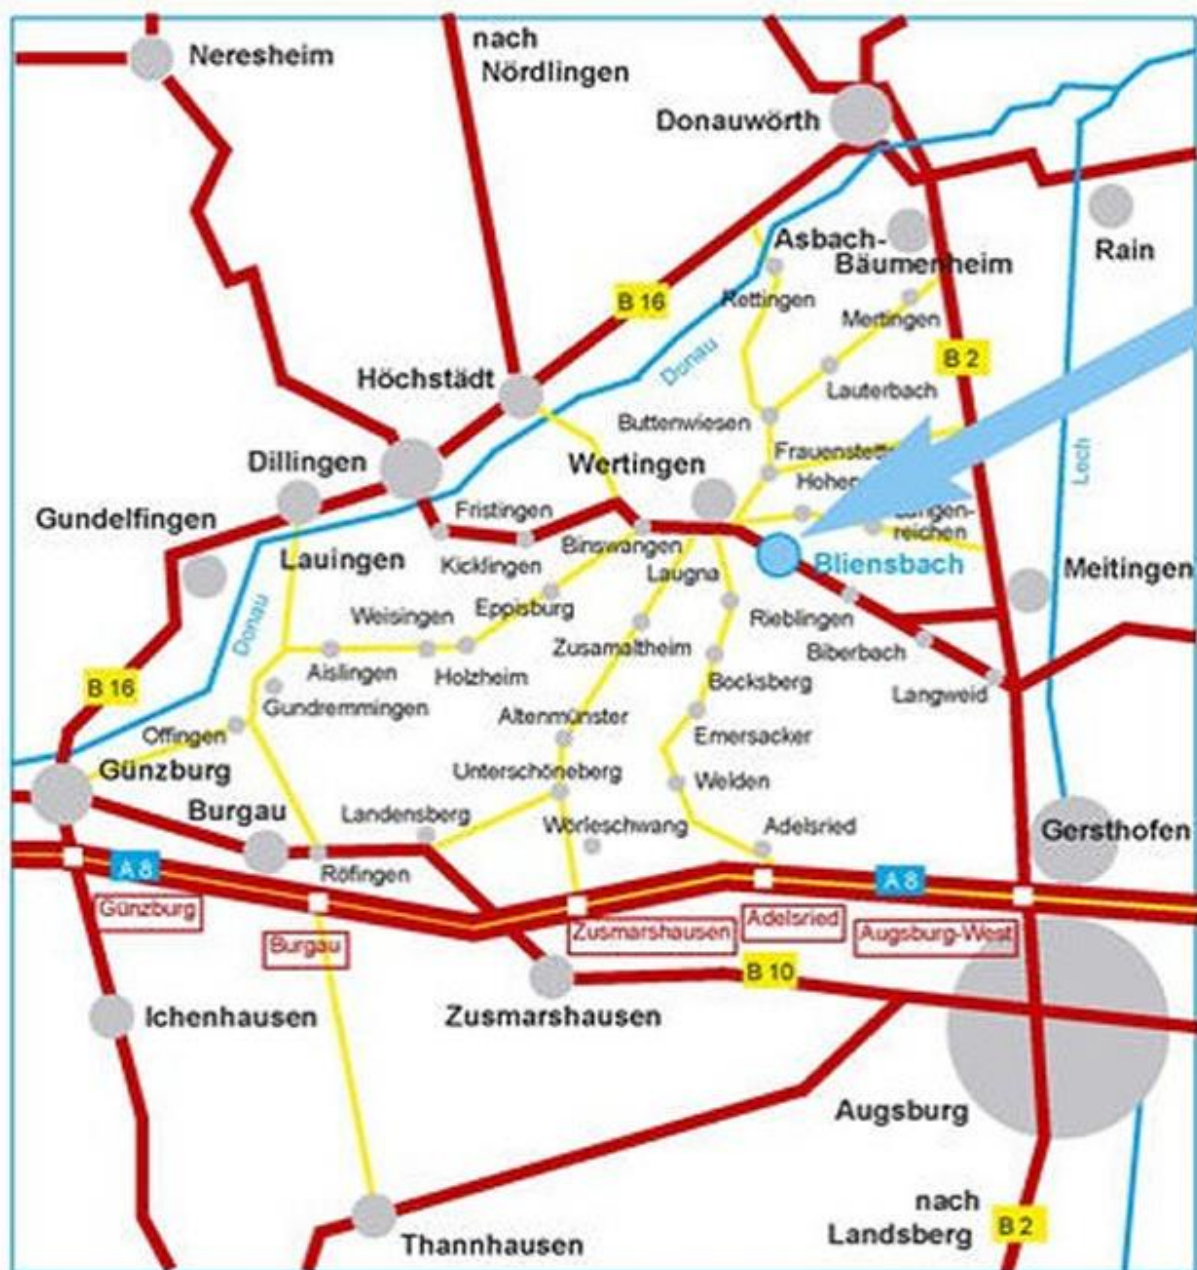 Neresheim
nach
Nördlingen
Donauwörth
Asbach-
Bäumenheim
Rain
Rettingen
B 16
Mertingen
Donau
B 2
Höchstädt
Lauterbach
Buttenwiesen
Dillingen
Wertingen
Lech
Gundelfingen
Fristingen
reichen
Lauingen
Binswangen
Kicklingen
Laugna
Bliensbach
Meitingen
Donau
Weisingen
Eppisburg
Rieblingen
Zusamaltheim
Biberbach
Aislingen
Holzheim
Bocksberg
Langweid
B 16
Gundremmingen
Altenmünster
Offingen
Emersacker
Günzburg
Unterschöneberg
Welden
Burgau
Landensberg
Wörleschwang
Adelsried
Gersthofen
A 8
Röfingen
A 8
Günzburg
Burgau
Zusmarshausen
Adelsried
Augsburg-West
B 10
Ichenhausen
Zusmarshausen
Augsburg
nach
Landsberg
B 2
Thannhausen